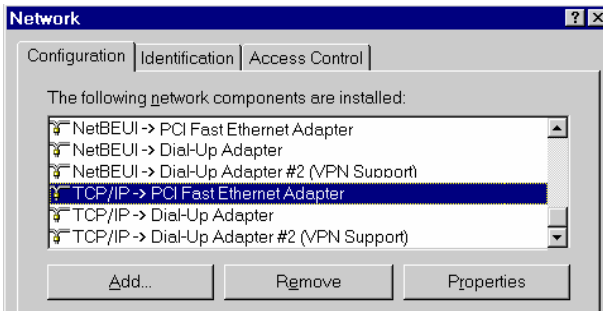 Network
Configuration Identification Access Control
The following network components are installed:
NetBEUI -> PCI Fast Ethernet Adapter
NetBEUI -> Dial-Up Adapter
NetBEUI -> Dial-Up Adapter #2 (VPN Support)
TCP/IP -> PCI Fast Ethernet Adapter
TCP/IP -> Dial-Up Adapter
TCP/IP -> Dial-Up Adapter #2 (VPN Support)
Add... Remove Properties